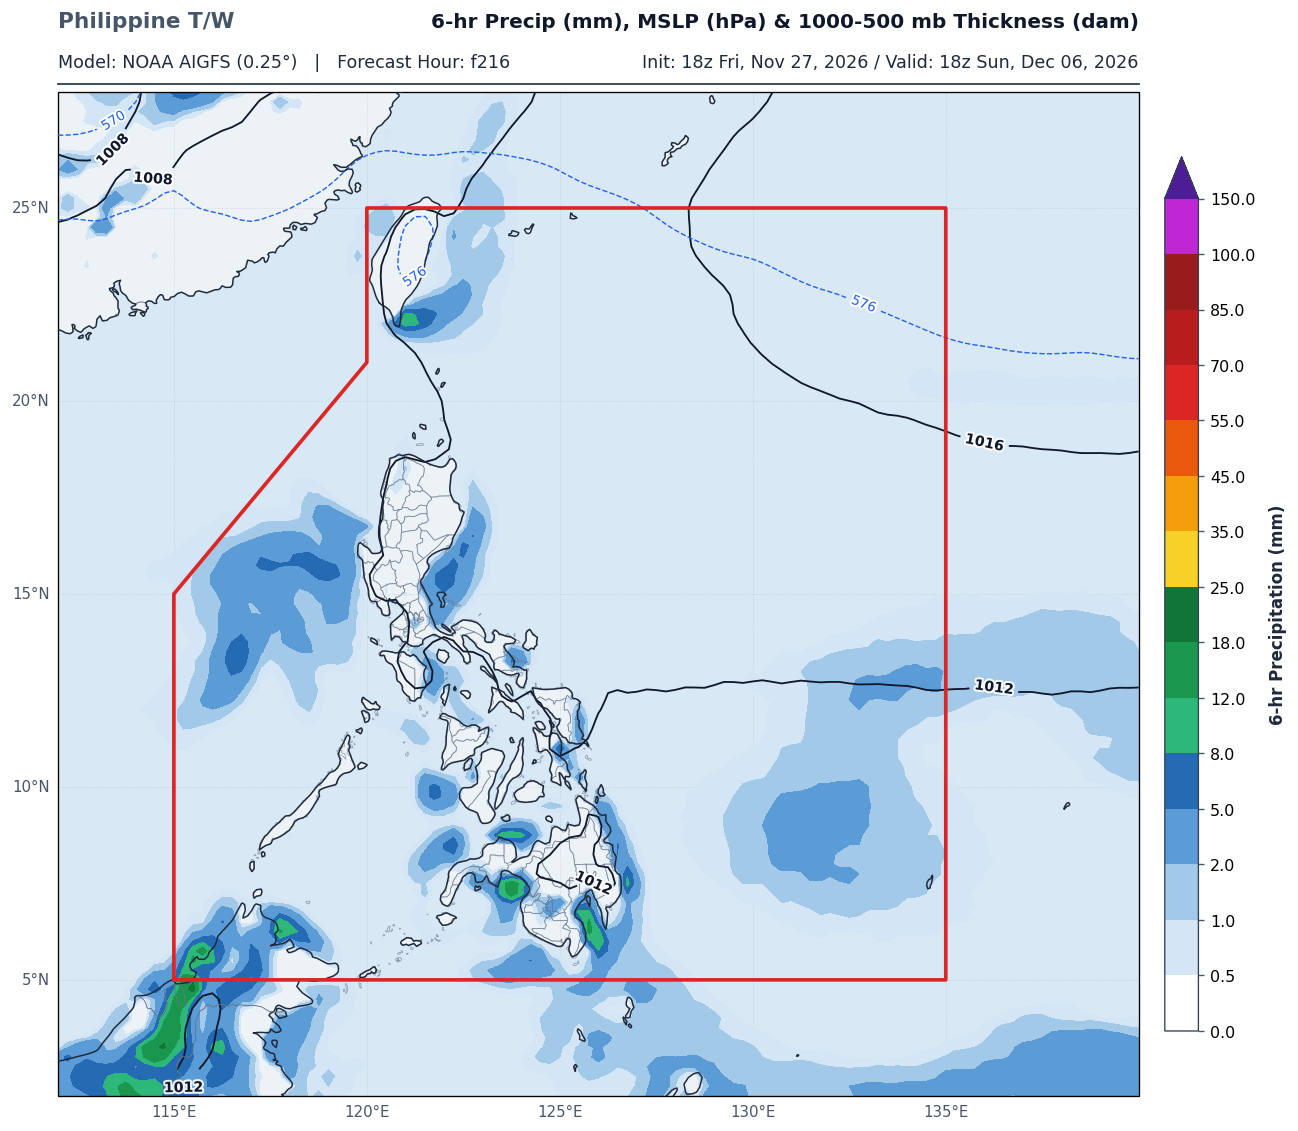 Philippine T/W
6-hr Precip (mm), MSLP (hPa) & 1000-500 mb Thickness (dam)
Model: NOAA AIGFS (0.25°) | Forecast Hour: f216
Init: 18z Fri, Nov 27, 2026 / Valid: 18z Sun, Dec 06, 2026
570
1008
1008
25°N
576
576
20°N
1016
15°N
1012
10°N
1012
5°N
1012
115°E
120°E
125°E
130°E
135°E
150.0
100.0
85.0
70.0
55.0
45.0
35.0
25.0
18.0
12.0
8.0
5.0
2.0
1.0
0.5
0.0
6-hr Precipitation (mm)